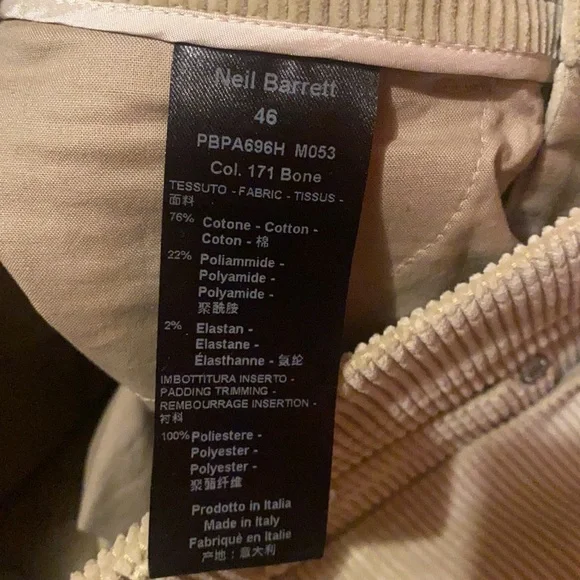 Neil Barrett
46
PBPA696H M053
Col. 171 Bone
TESSUTO - FABRIC - TISSUS -
面料
76% Cotone - Cotton -
Coton - 棉
22% Poliammide -
Polyamide -
Polyamide -
聚酰胺
2% Elastan -
Elastane -
Élasthanne - 氨纶
IMBOTTITURA INSERTO -
PADDING TRIMMING -
REMBOURRAGE INSERTION -
衬料
100% Poliestere -
Polyester -
Polyester -
聚酯纤维
Prodotto in Italia
Made in Italy
Fabriqué en Italie
产地: 意大利